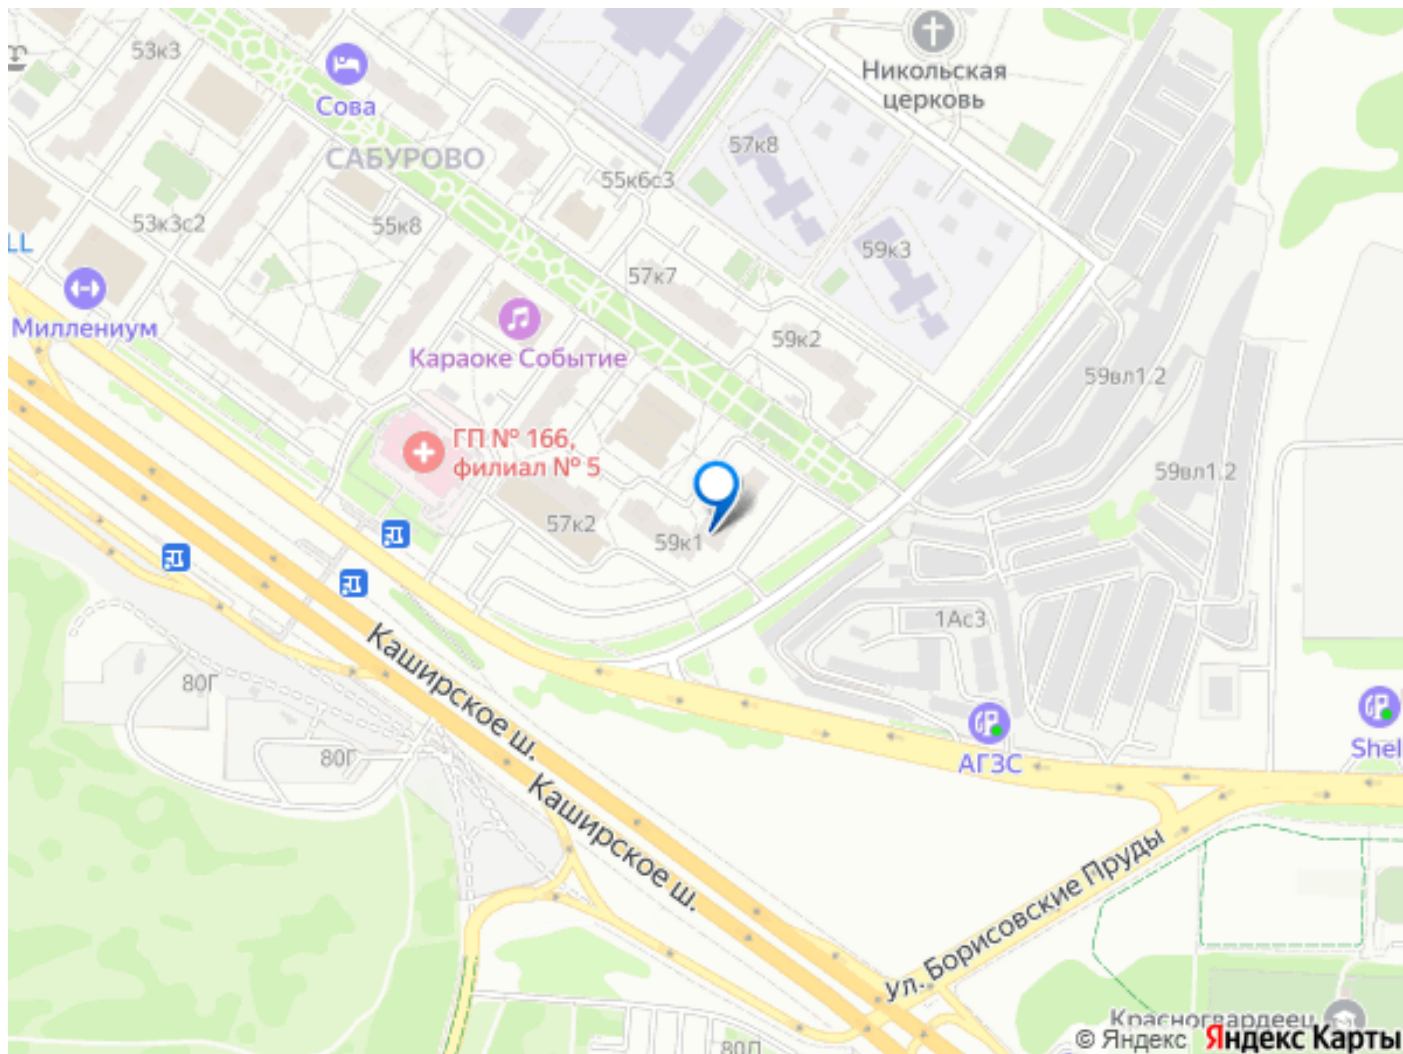 53к3
Никольская
церковь
Сова
57к8
САБУРОВО
55к6с3
53к3с2
55к8
LL
59к3
57к7
Миллениум
59к2
Караоке Событие
59вл1.2
ГП № 166,
филиал № 5
59вл1.2
57к2
59к1
1Ас3
Каширское ш.
80Г
80Г
АГЗС
Shel
Каширское ш.
ул. Борисовские Пруды
Красногвардеец
© Яндекс Яндекс Карты